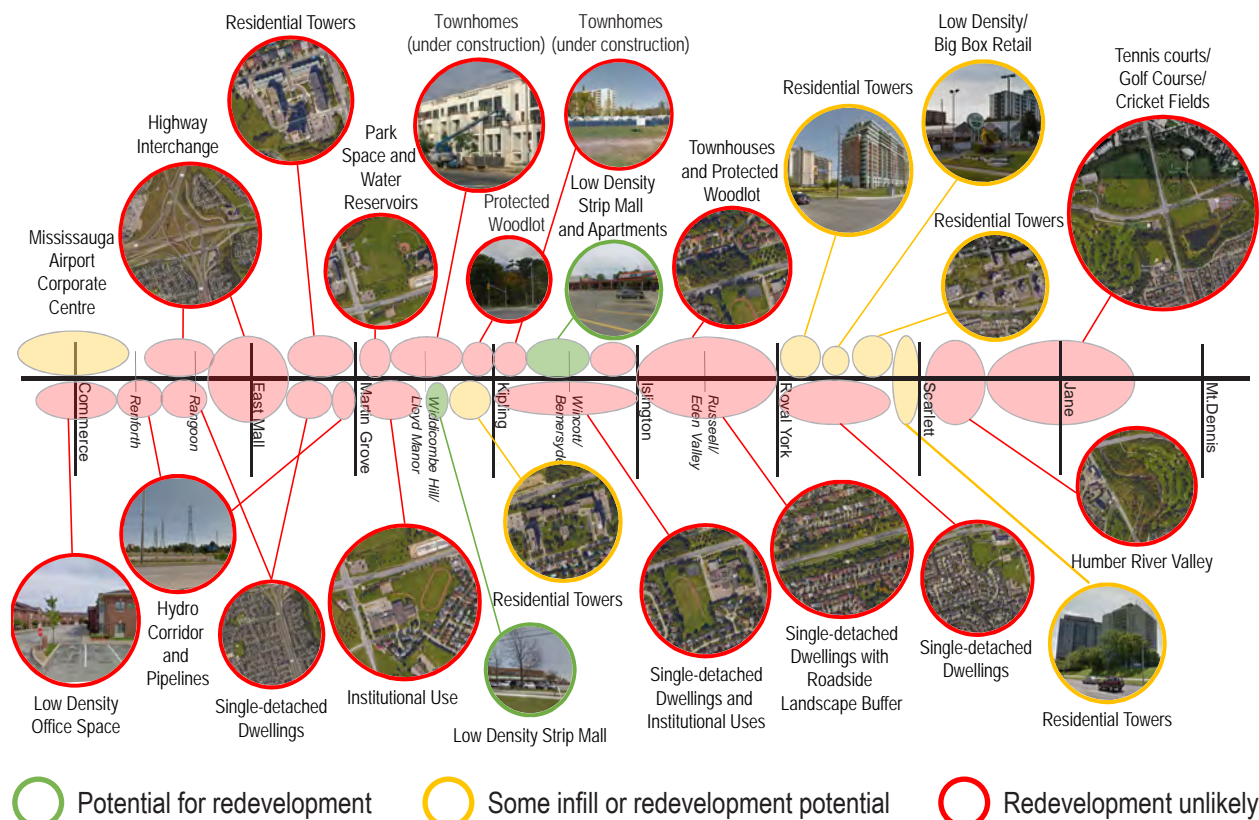 Residential Towers
Townhomes
(under construction)
Townhomes
(under construction)
Low Density/
Big Box Retail
Tennis courts/
Golf Course/
Cricket Fields
Residential Towers
Highway
Interchange
Park
Space and
Water
Reservoirs
Townhouses
and Protected
Woodlot
Low Density
Strip Mall
and Apartments
Protected
Woodlot
Residential Towers
Mississauga
Airport
Corporate
Centre
Commerce
Renforth
Rangoon
East Mall
Martin Grove
Lloyd Manor
Widdicombe Hill/
Kipling
Wincott/
Bemersyde
Islington
Russeell/
Eden Valley
Royal York
Scarlett
Jane
Mt.Dennis
Humber River Valley
Residential Towers
Hydro
Corridor
and
Pipelines
Single-detached
Dwellings with
Roadside
Landscape Buffer
Single-detached
Dwellings
Single-detached
Dwellings and
Institutional Uses
Institutional Use
Low Density
Office Space
Single-detached
Dwellings
Low Density Strip Mall
Residential Towers
Potential for redevelopment
Some infill or redevelopment potential
Redevelopment unlikely